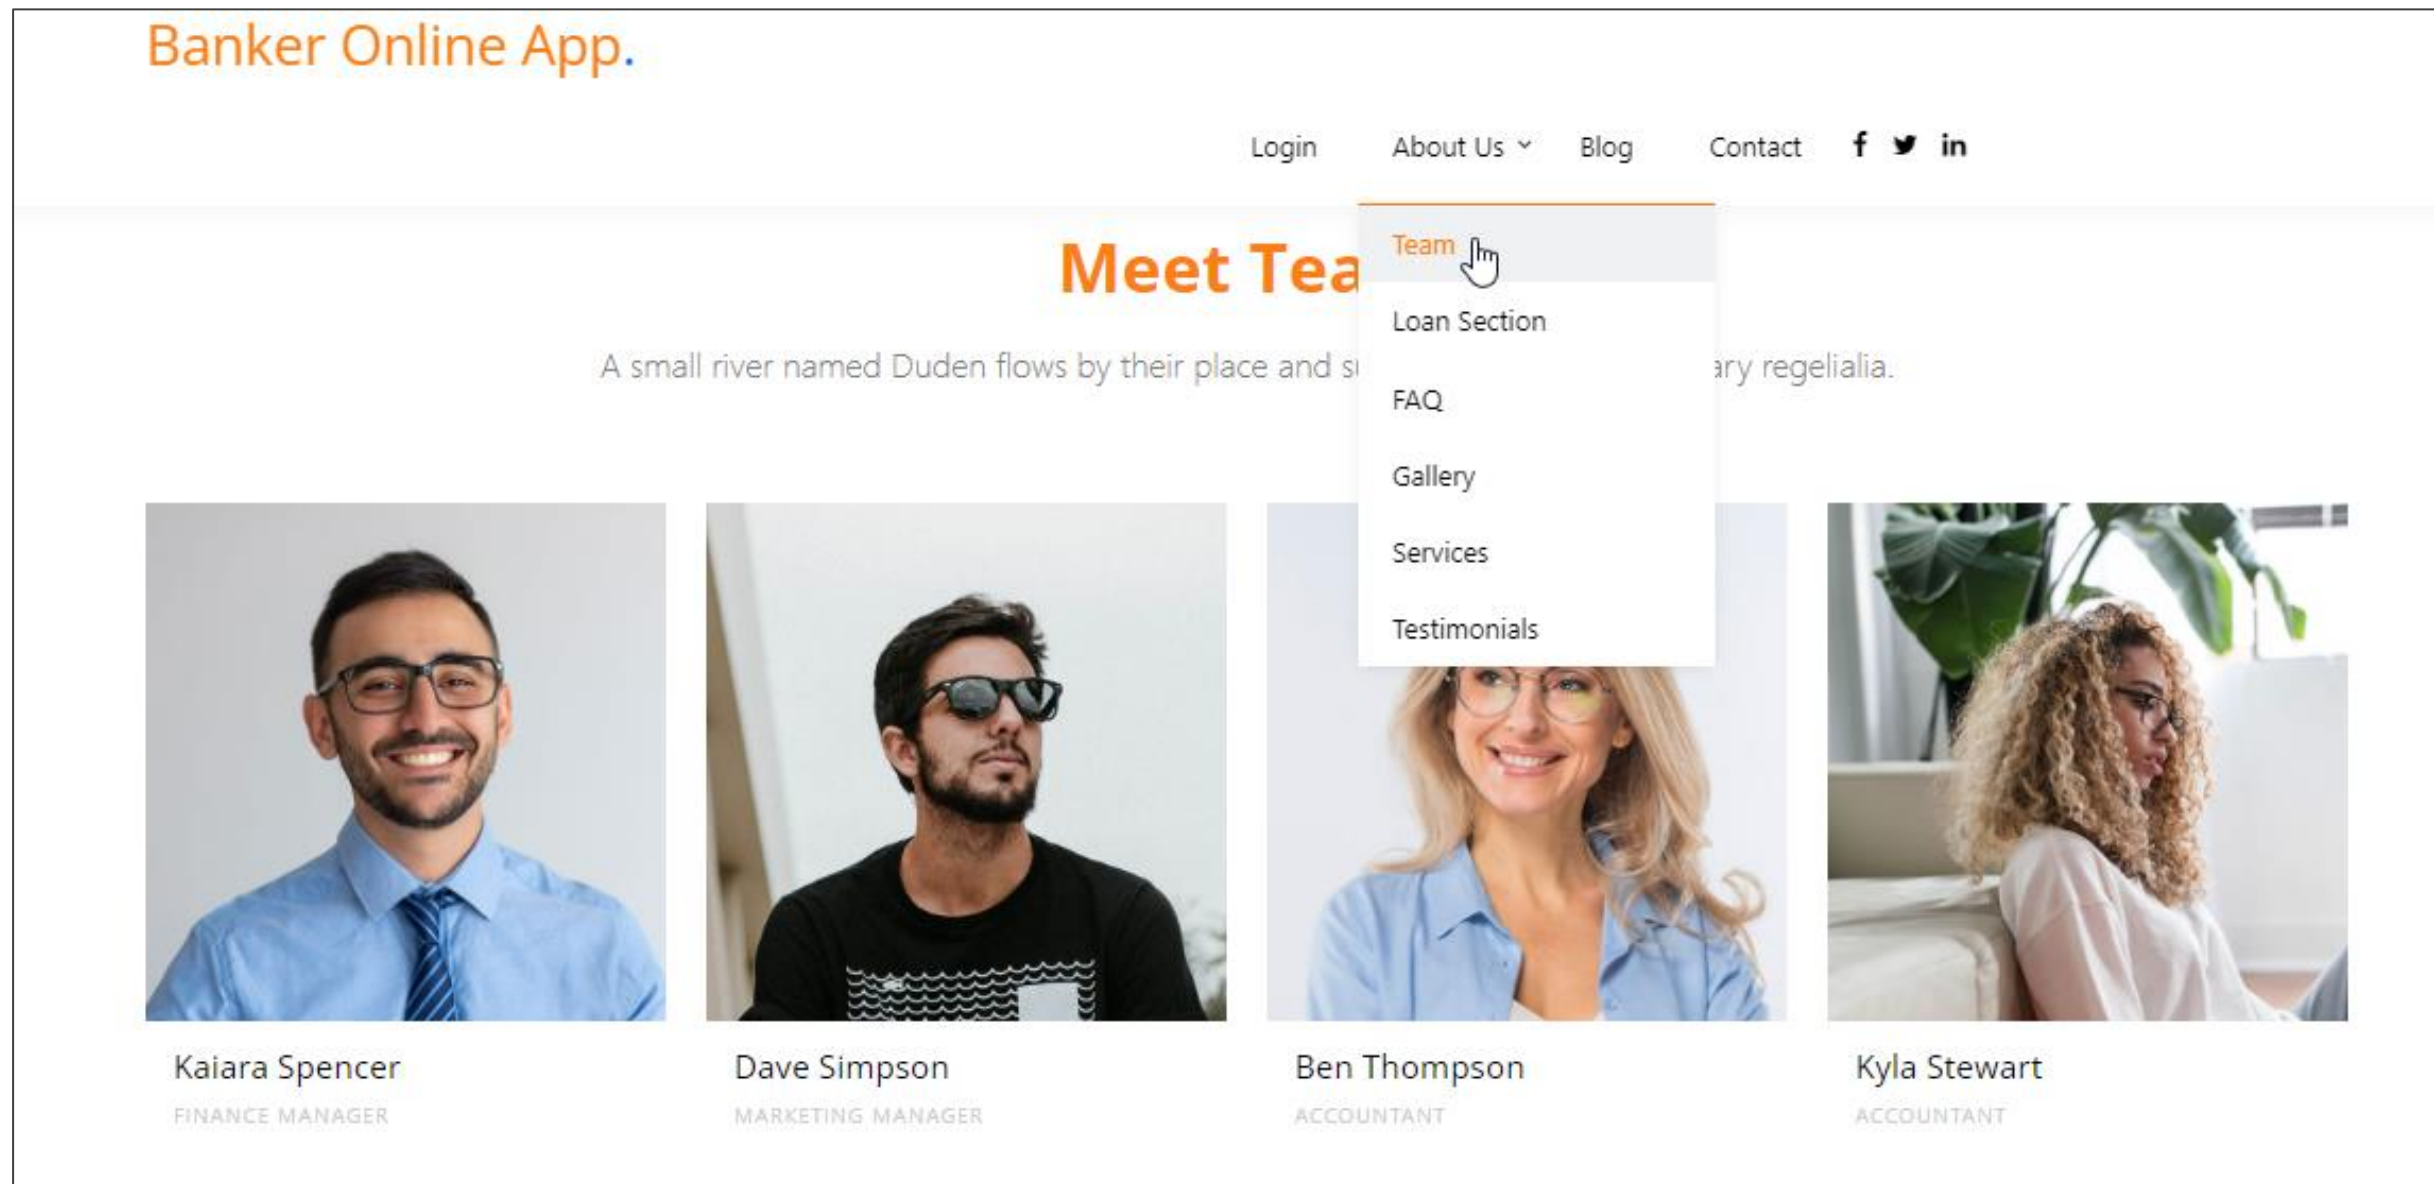 Banker Online App.
Login About Us Blog Contact f in
Team
Meet
Loan Section
A small river named Duden flows by their place and regelialia.
FAQ
Gallery
Services
Testimonials
Kaiara Spencer Dave Simpson Ben Thompson Kyla Stewart
FINANCE MANAGER MARKETING MANAGER ACCOUNTANT ACCOUNTANT